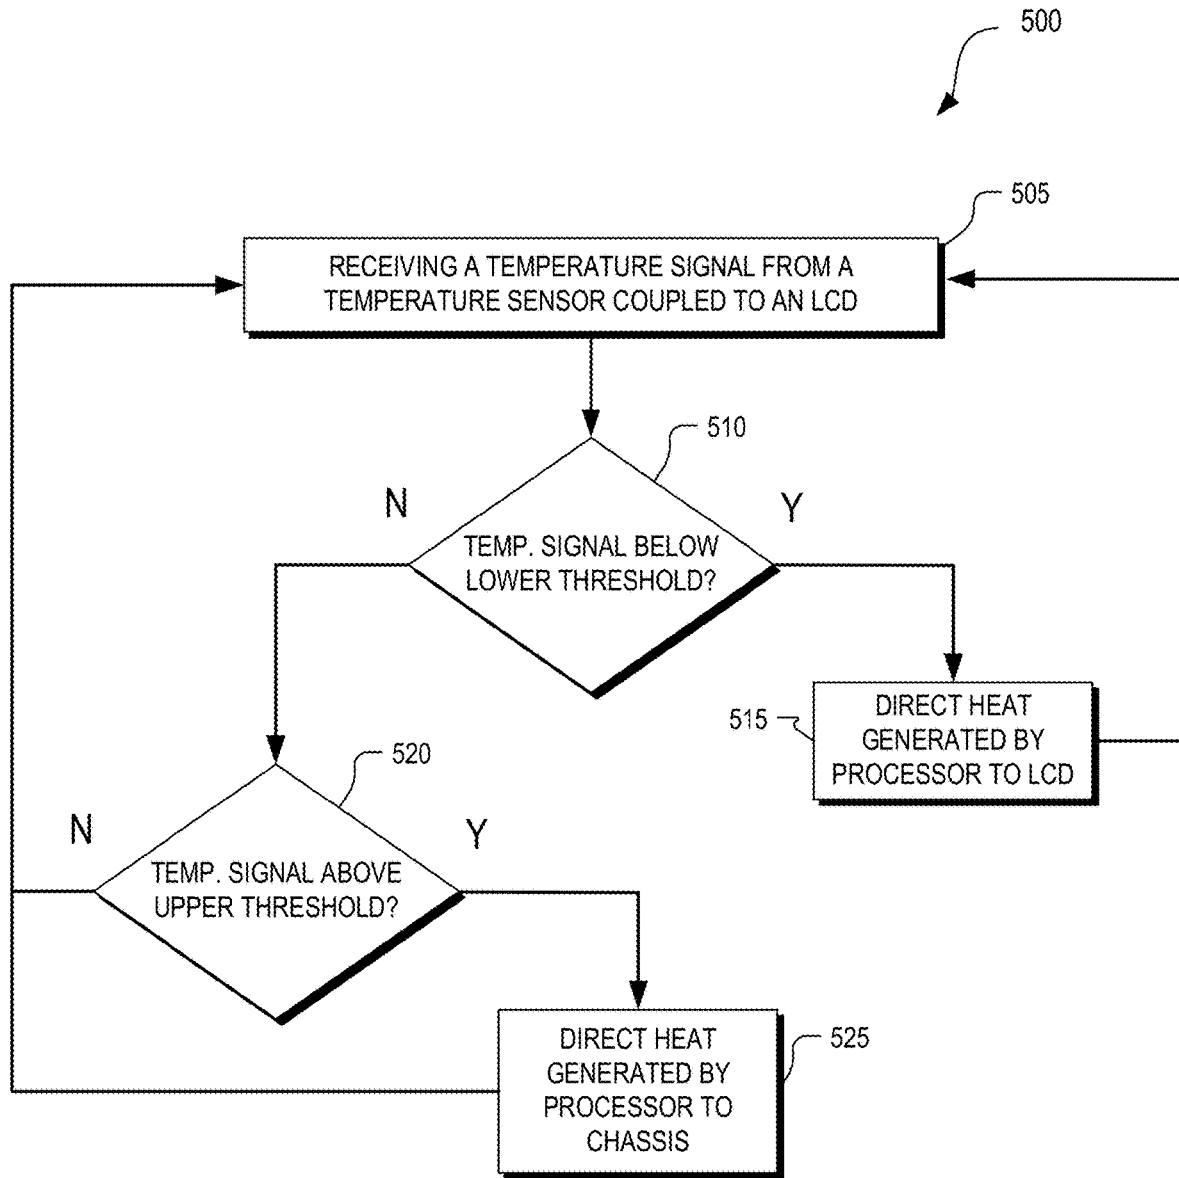 500
505
RECEIVING A TEMPERATURE SIGNAL FROM A
TEMPERATURE SENSOR COUPLED TO AN LCD
510
N
Y
TEMP. SIGNAL BELOW
LOWER THRESHOLD?
515
DIRECT HEAT
GENERATED BY
PROCESSOR TO LCD
520
N
Y
TEMP. SIGNAL ABOVE
UPPER THRESHOLD?
525
DIRECT HEAT
GENERATED BY
PROCESSOR TO
CHASSIS